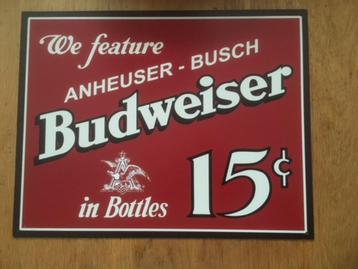 We feature
ANHEUSER - BUSCH
Budweiser
in Bottles
15¢